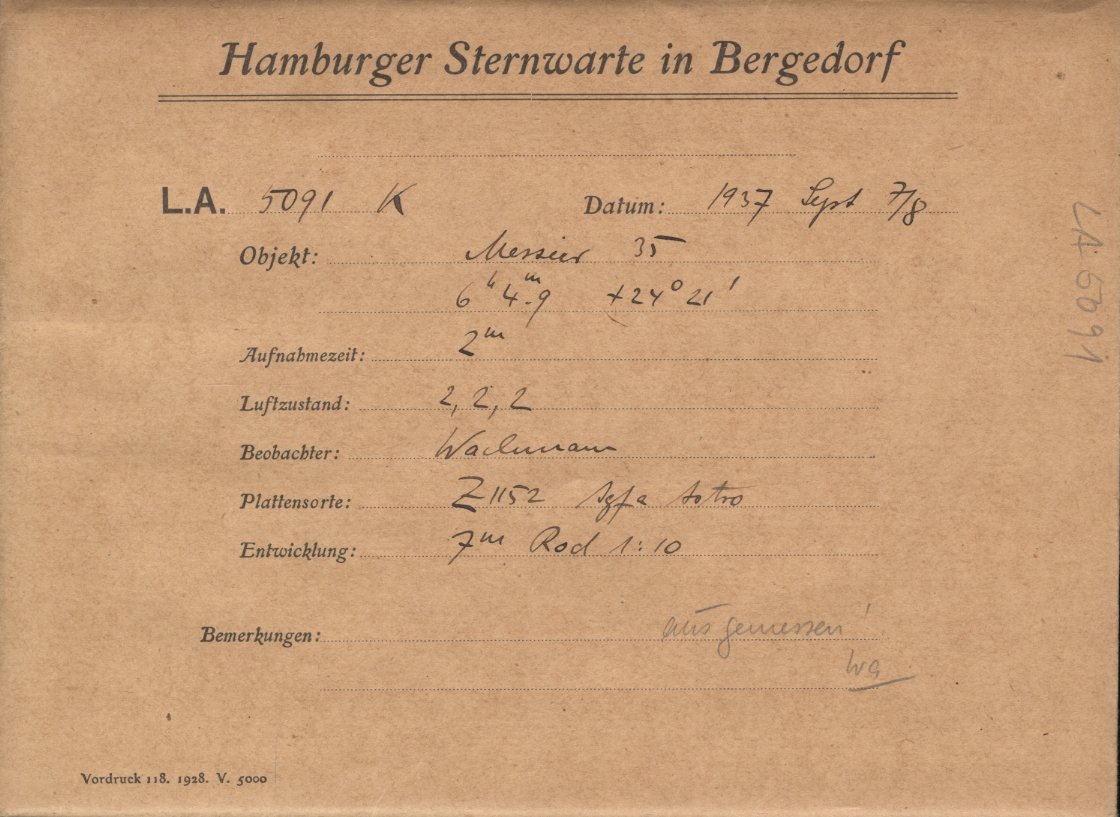 Hamburger Sternwarte in Bergedorf
L.A. 5091 K Datum: 1937 Sept 7/8
Objekt: Messier 35
6ʰ 4ᵐ.9 +24° 21'
Aufnahmezeit: 2ᵐ
Luftzustand: 2, 2, 2
Beobachter: Wachmann
Plattensorte: Z 1152 Agfa Astro
Entwicklung: 7ᵐ Rod 1:10
Bemerkungen: ausgemessen!
Wa
Vordruck 118. 1928. V. 5000
LA 5091